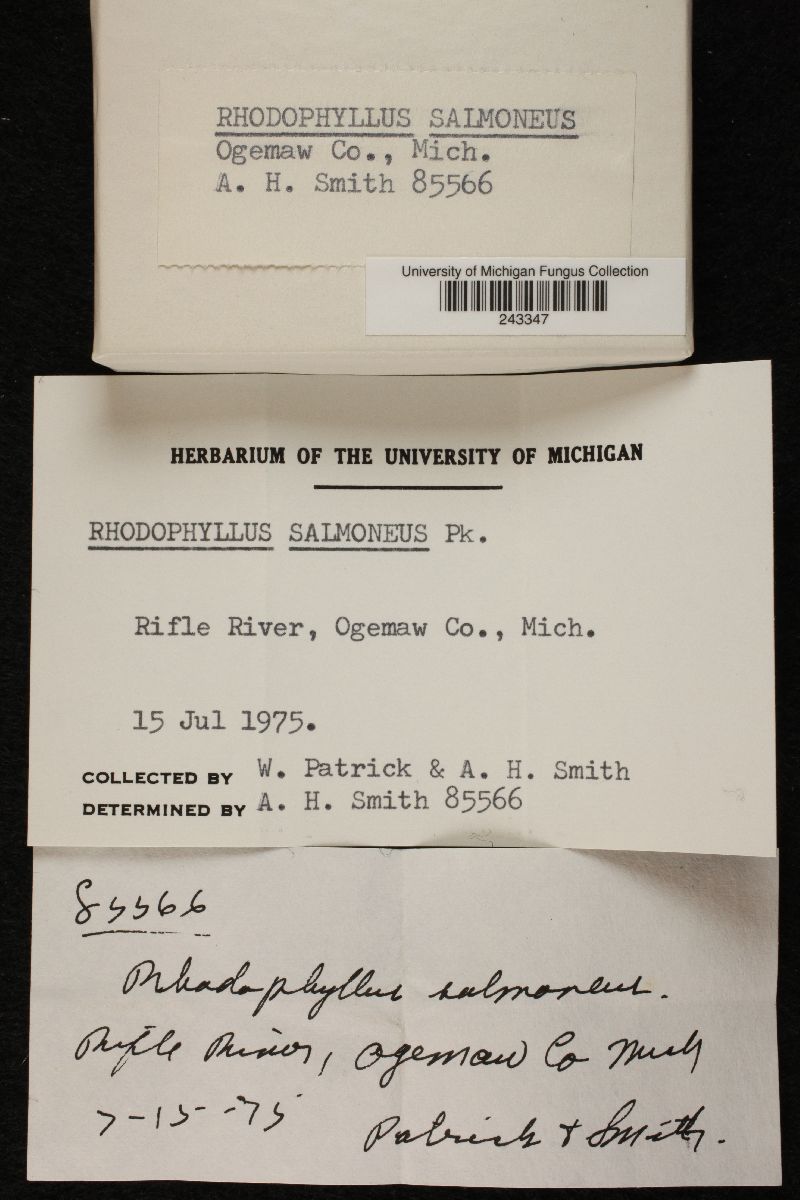 RHODOPHYLLUS SALMONEUS
Ogemaw Co., Mich.
A. H. Smith 85566
University of Michigan Fungus Collection
243347
HERBARIUM OF THE UNIVERSITY OF MICHIGAN
RHODOPHYLLUS SALMONEUS Pk.
Rifle River, Ogemaw Co., Mich.
15 Jul 1975.
COLLECTED BY W. Patrick & A. H. Smith
DETERMINED BY A. H. Smith 85566
85566
Rhodophyllus salmoneus.
Rifle River, Ogemaw Co Mich
7-15-75
Patrick & Smith.